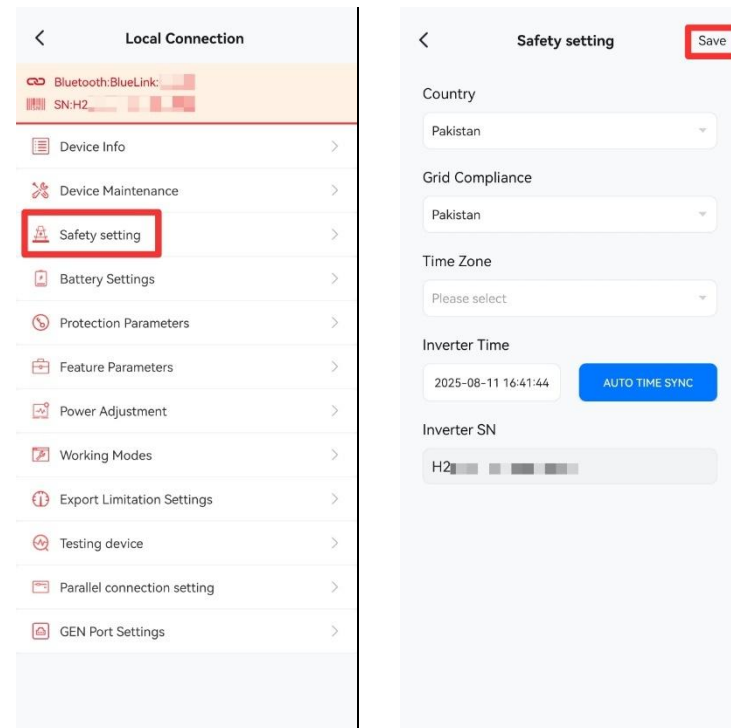 Local Connection
Bluetooth:BlueLink:
SN:H2
Device Info
Device Maintenance
Safety setting
Battery Settings
Protection Parameters
Feature Parameters
Power Adjustment
Working Modes
Export Limitation Settings
Testing device
Parallel connection setting
GEN Port Settings
Safety setting
Save
Country
Pakistan
Grid Compliance
Pakistan
Time Zone
Please select
Inverter Time
2025-08-11 16:41:44
AUTO TIME SYNC
Inverter SN
H2